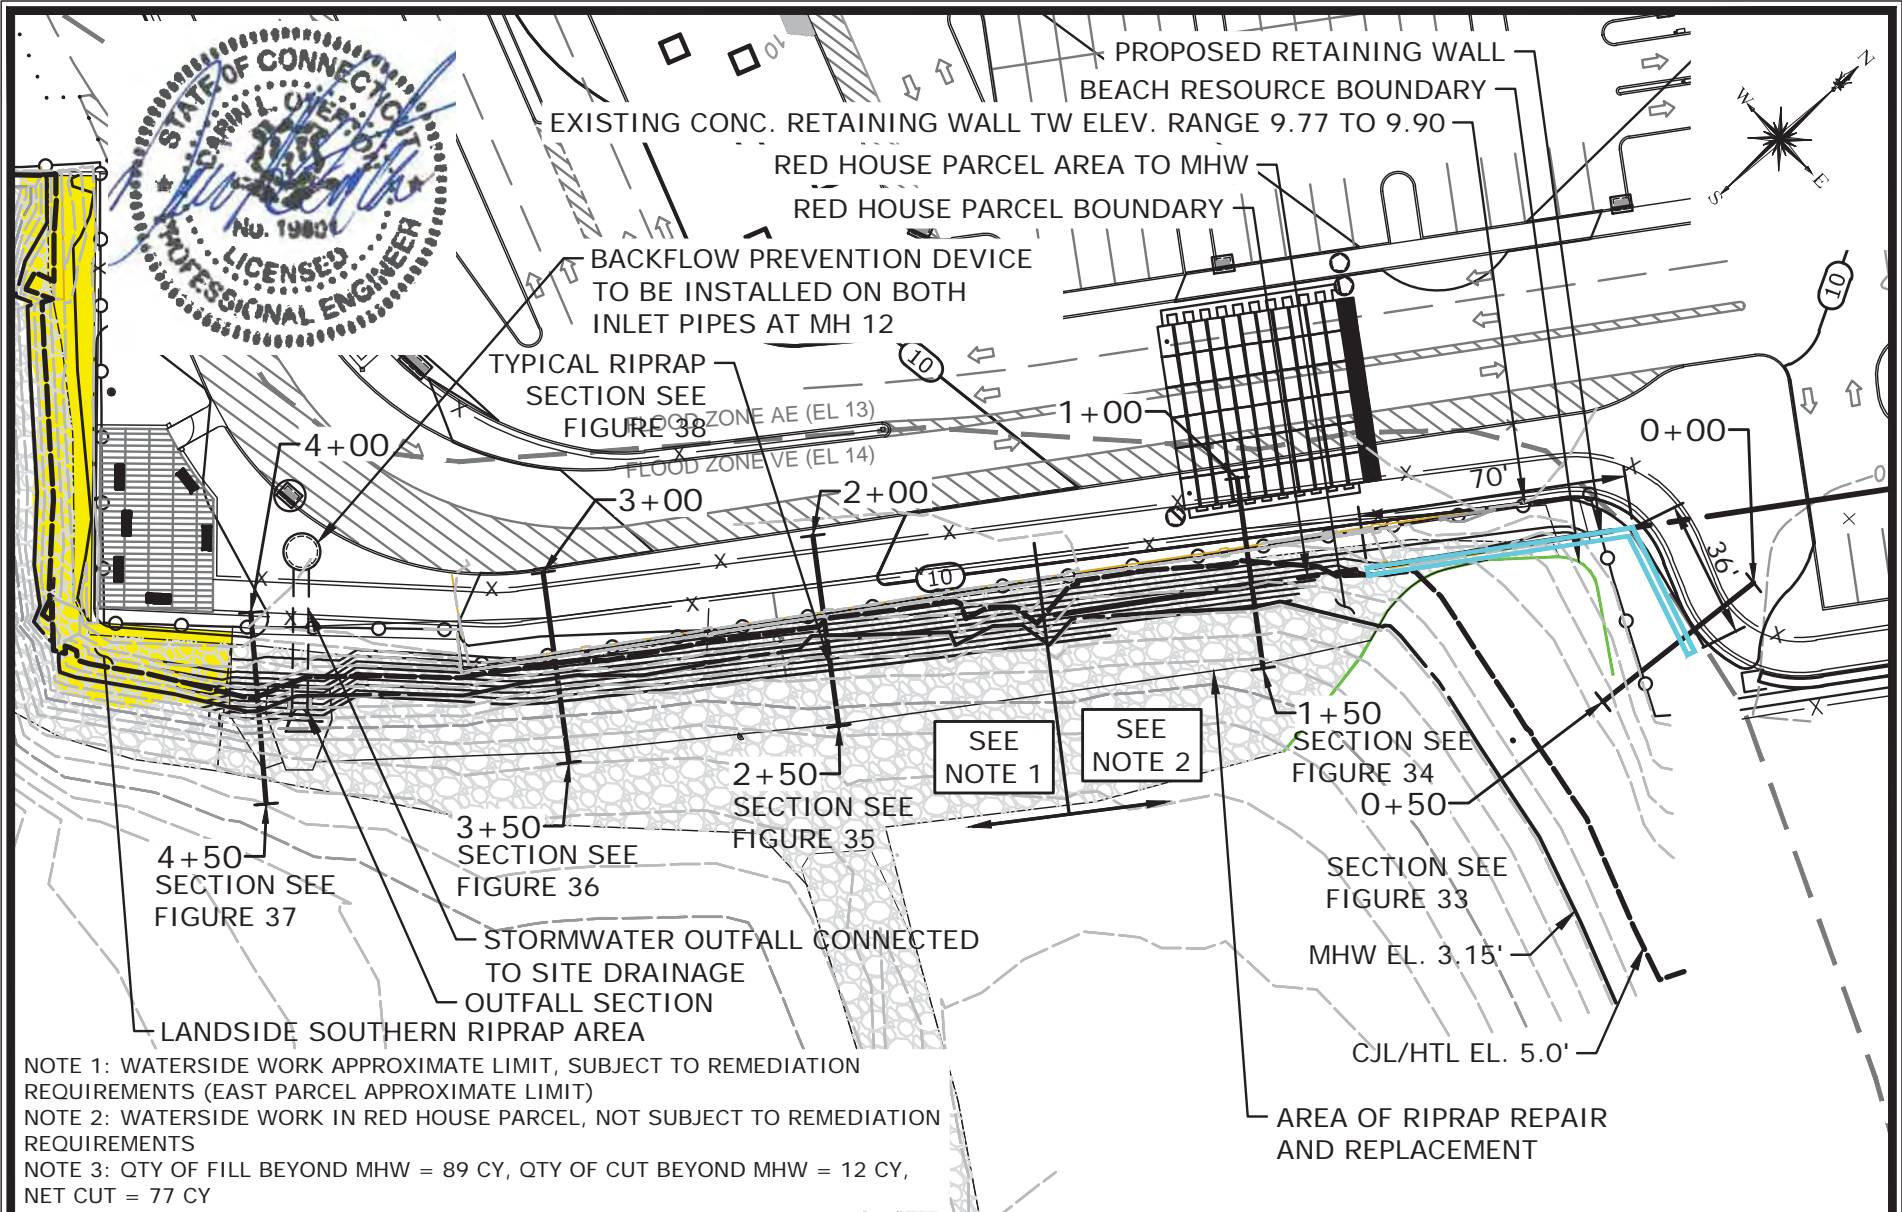 STATE OF CONNECTICUT
DARIN L. OVERTON
No. 19801
LICENSED
PROFESSIONAL ENGINEER
10
PROPOSED RETAINING WALL
BEACH RESOURCE BOUNDARY
EXISTING CONC. RETAINING WALL TW ELEV. RANGE 9.77 TO 9.90
RED HOUSE PARCEL AREA TO MHW
RED HOUSE PARCEL BOUNDARY
N
W
E
S
BACKFLOW PREVENTION DEVICE
TO BE INSTALLED ON BOTH
INLET PIPES AT MH 12
TYPICAL RIPRAP
SECTION SEE
FIGURE 38
FLOOD ZONE AE (EL 13)
FLOOD ZONE VE (EL 14)
10
10
10
4+00
3+00
2+00
1+00
0+00
70'
36'
SEE
NOTE 1
SEE
NOTE 2
1+50
SECTION SEE
FIGURE 34
0+50
SECTION SEE
FIGURE 33
2+50
SECTION SEE
FIGURE 35
3+50
SECTION SEE
FIGURE 36
4+50
SECTION SEE
FIGURE 37
STORMWATER OUTFALL CONNECTED
TO SITE DRAINAGE
OUTFALL SECTION
LANDSIDE SOUTHERN RIPRAP AREA
MHW EL. 3.15'
CJL/HTL EL. 5.0'
AREA OF RIPRAP REPAIR
AND REPLACEMENT
NOTE 1: WATERSIDE WORK APPROXIMATE LIMIT, SUBJECT TO REMEDIATION
REQUIREMENTS (EAST PARCEL APPROXIMATE LIMIT)
NOTE 2: WATERSIDE WORK IN RED HOUSE PARCEL, NOT SUBJECT TO REMEDIATION
REQUIREMENTS
NOTE 3: QTY OF FILL BEYOND MHW = 89 CY, QTY OF CUT BEYOND MHW = 12 CY,
NET CUT = 77 CY